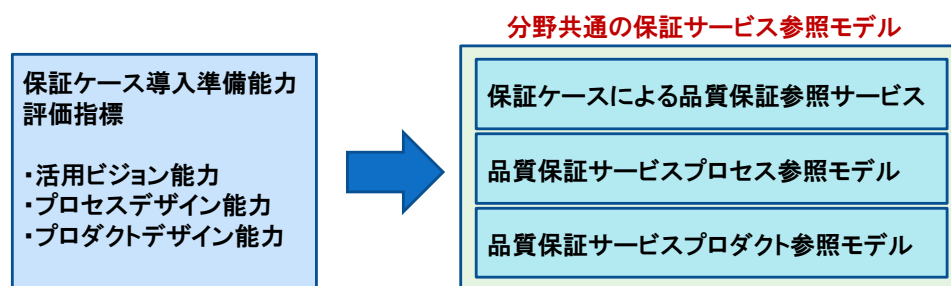 分野共通の保証サービス参照モデル
保証ケース導入準備能力
評価指標
・活用ビジョン能力
・プロセスデザイン能力
・プロダクトデザイン能力
保証ケースによる品質保証参照サービス
品質保証サービスプロセス参照モデル
品質保証サービスプロダクト参照モデル